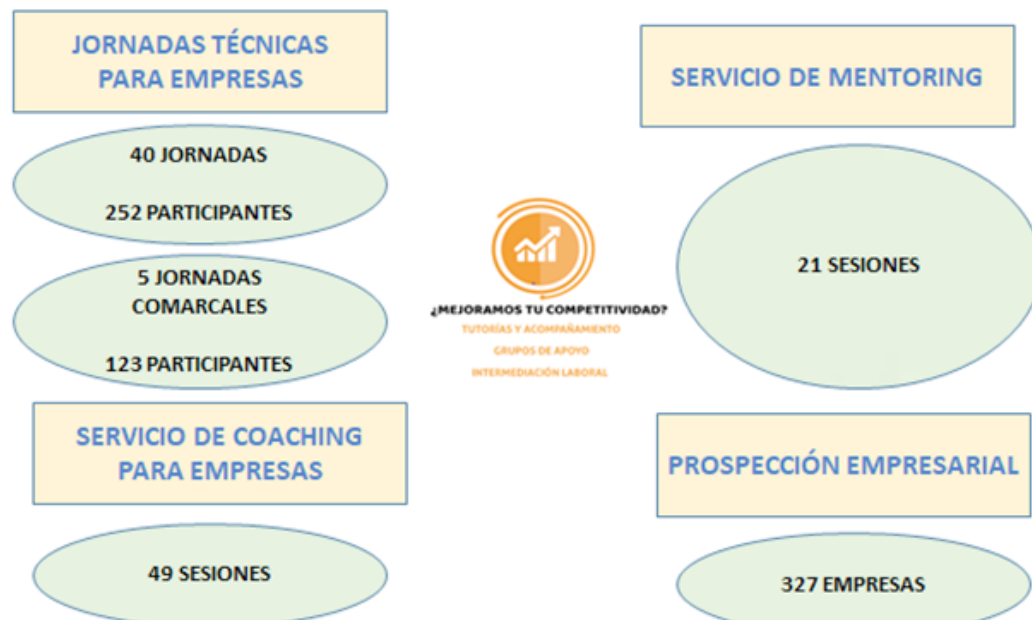 JORNADAS TÉCNICAS
PARA EMPRESAS
40 JORNADAS
252 PARTICIPANTES
5 JORNADAS
COMARCALES
123 PARTICIPANTES
SERVICIO DE COACHING
PARA EMPRESAS
49 SESIONES
¿MEJORAMOS TU COMPETITIVIDAD?
TUTORÍAS Y ACOMPAÑAMIENTO
GRUPOS DE APOYO
INTERMEDIACIÓN LABORAL
SERVICIO DE MENTORING
21 SESIONES
PROSPECCIÓN EMPRESARIAL
327 EMPRESAS